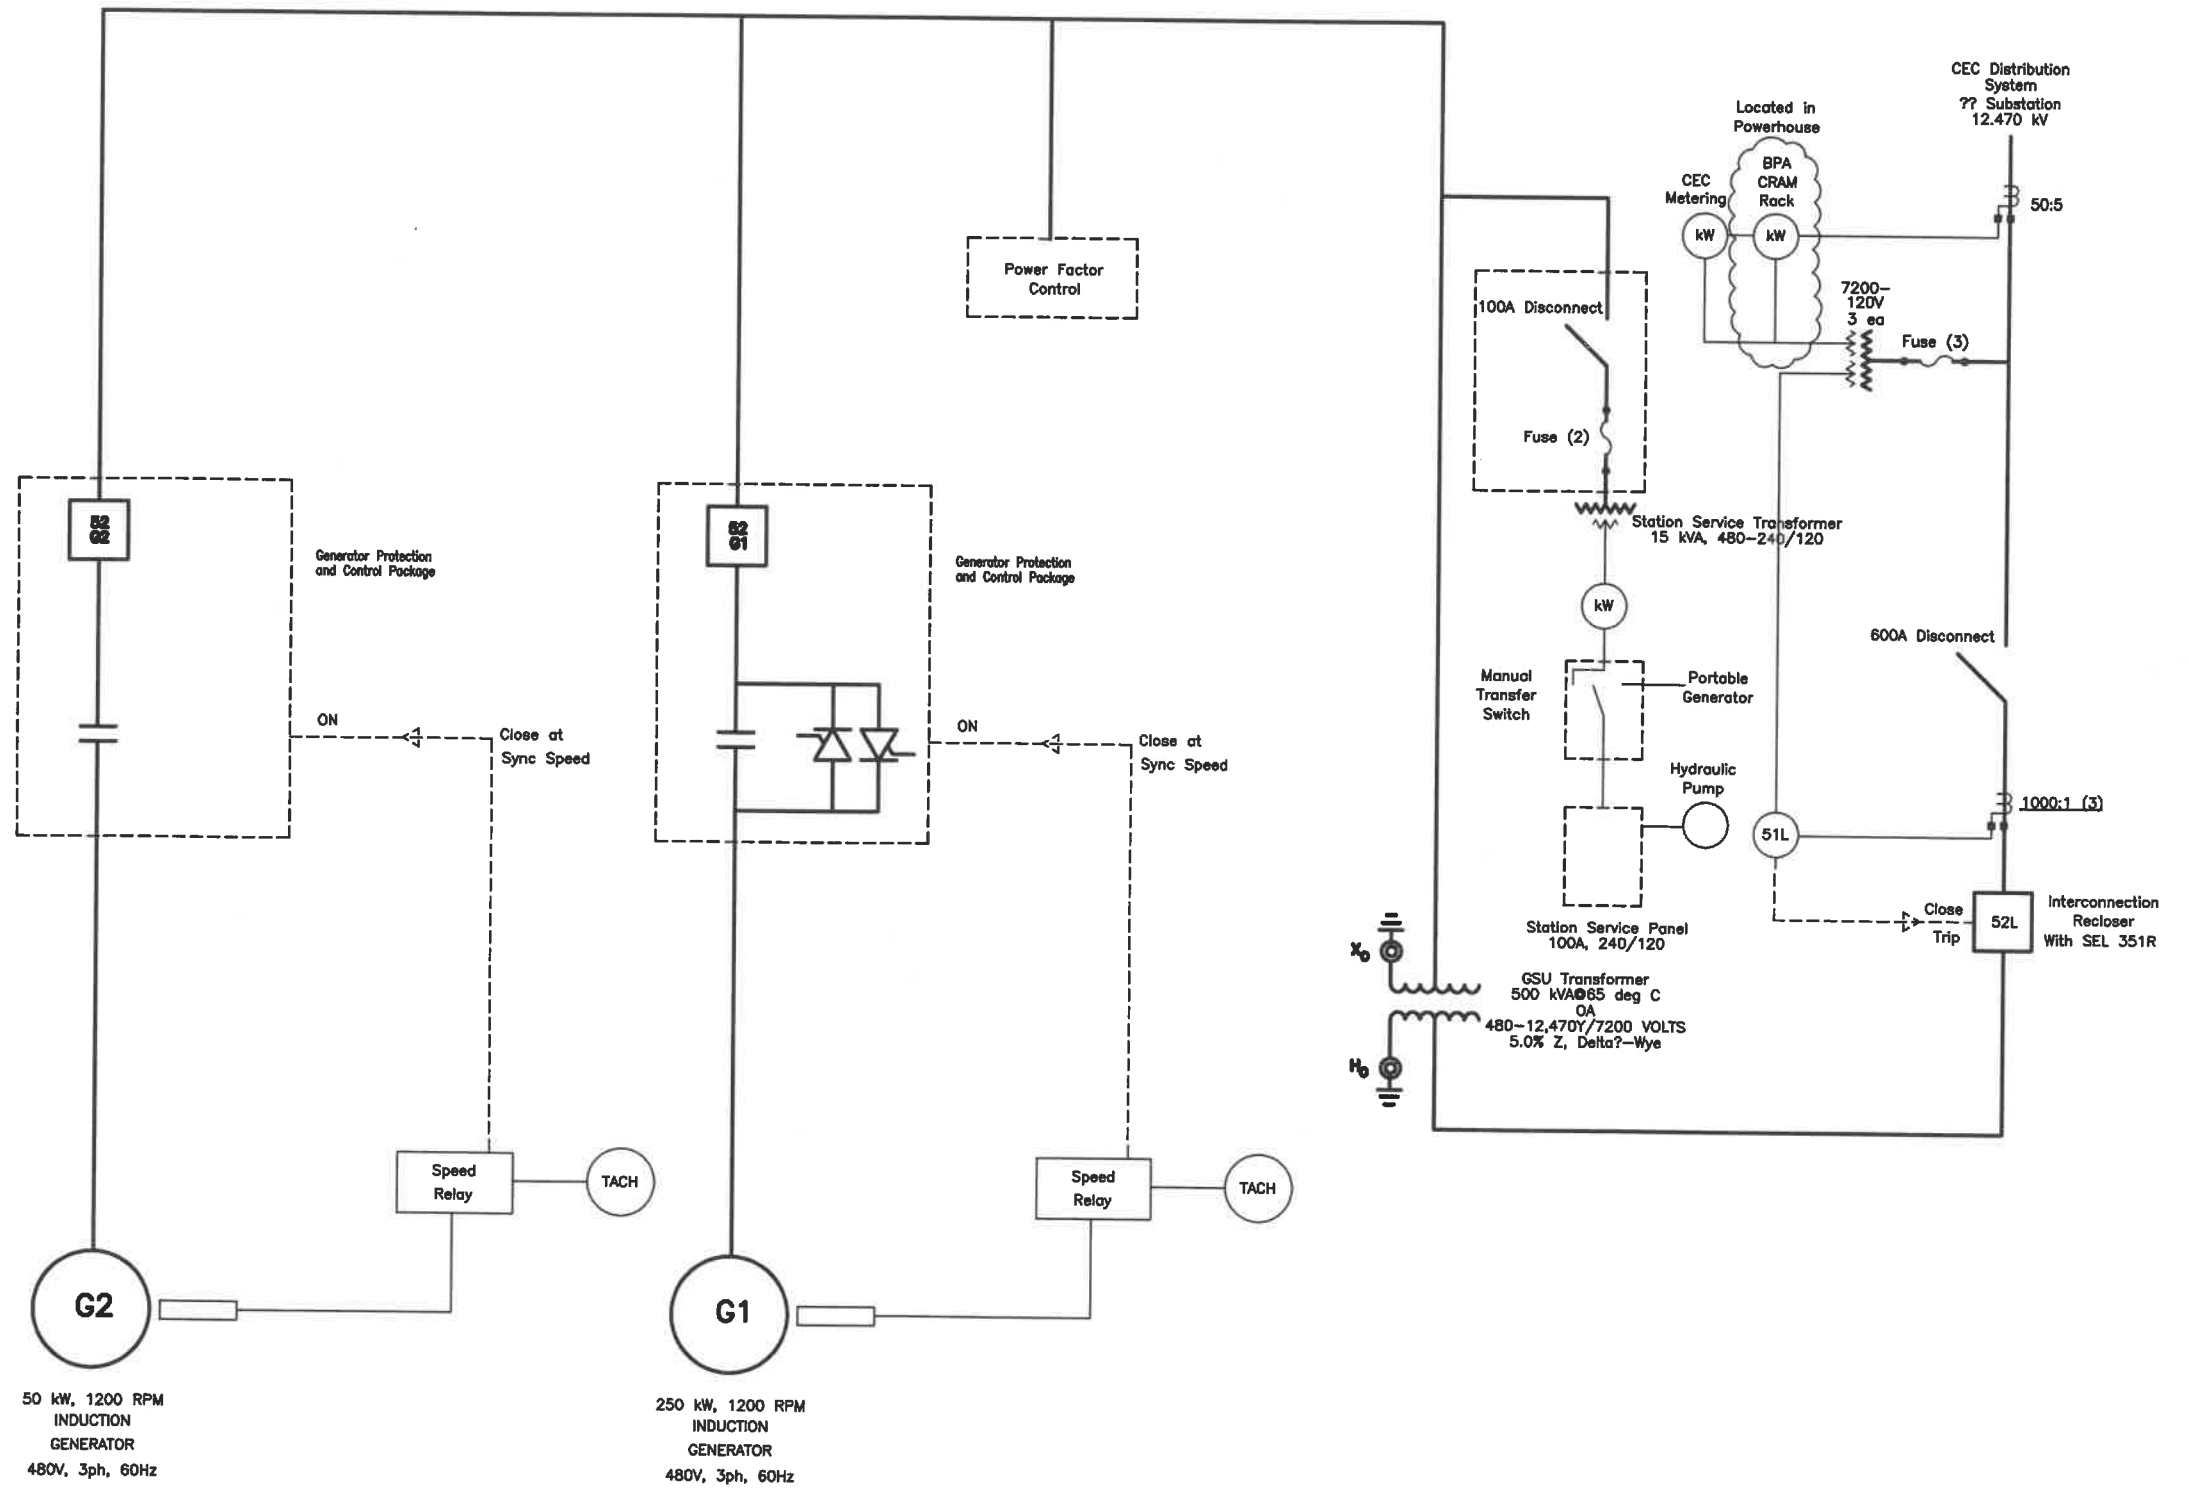 CEC Distribution
System
?? Substation
12.470 kV
Located in
Powerhouse
BPA
CRAM
Rack
CEC
Metering
kW
kW
50:5
7200-
120V
3 ea
Fuse (3)
Power Factor
Control
100A Disconnect
Fuse (2)
Station Service Transformer
15 kVA, 480-240/120
kW
600A Disconnect
Manual
Transfer
Switch
Portable
Generator
Hydraulic
Pump
1000:1 (3)
51L
Close
Trip
52L
Interconnection
Recloser
With SEL 351R
Station Service Panel
100A, 240/120
X0
GSU Transformer
500 kVA@65 deg C
OA
480-12,470Y/7200 VOLTS
5.0% Z, Delta?-Wye
H0
52
G2
Generator Protection
and Control Package
ON
Close at
Sync Speed
52
G1
Generator Protection
and Control Package
ON
Close at
Sync Speed
Speed
Relay
TACH
Speed
Relay
TACH
G2
G1
50 kW, 1200 RPM
INDUCTION
GENERATOR
480V, 3ph, 60Hz
250 kW, 1200 RPM
INDUCTION
GENERATOR
480V, 3ph, 60Hz